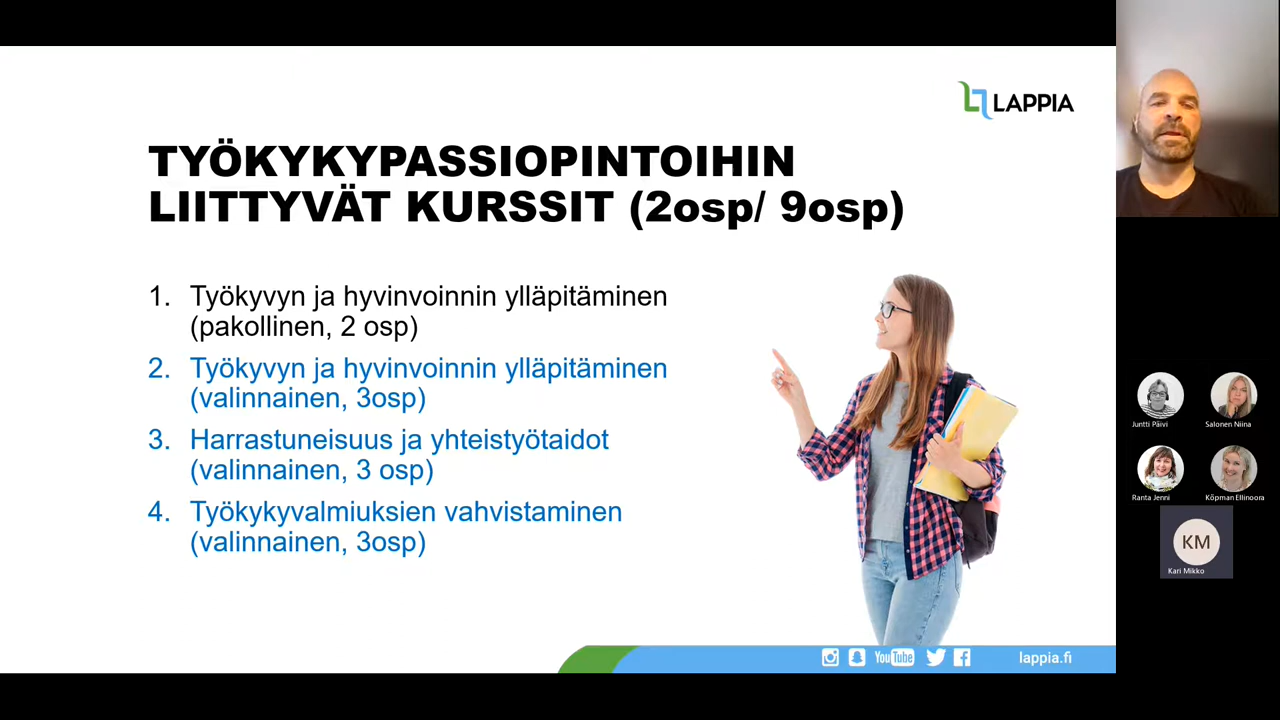 LAPPIA
TYÖKYKYPASSIOPINTOIHIN
LIITTYVÄT KURSSIT (2osp/ 9osp)
1. Työkyvyn ja hyvinvoinnin ylläpitäminen
(pakollinen, 2 osp)
2. Työkyvyn ja hyvinvoinnin ylläpitäminen
(valinnainen, 3osp)
3. Harrastuneisuus ja yhteistyötaidot
(valinnainen, 3 osp)
4. Työkykyvalmiuksien vahvistaminen
(valinnainen, 3osp)
You Tube
lappia.fi
Juntti Päivi
Salonen Niina
Ranta Jenni
Köpman Ellinoora
KM
Kari Mikko